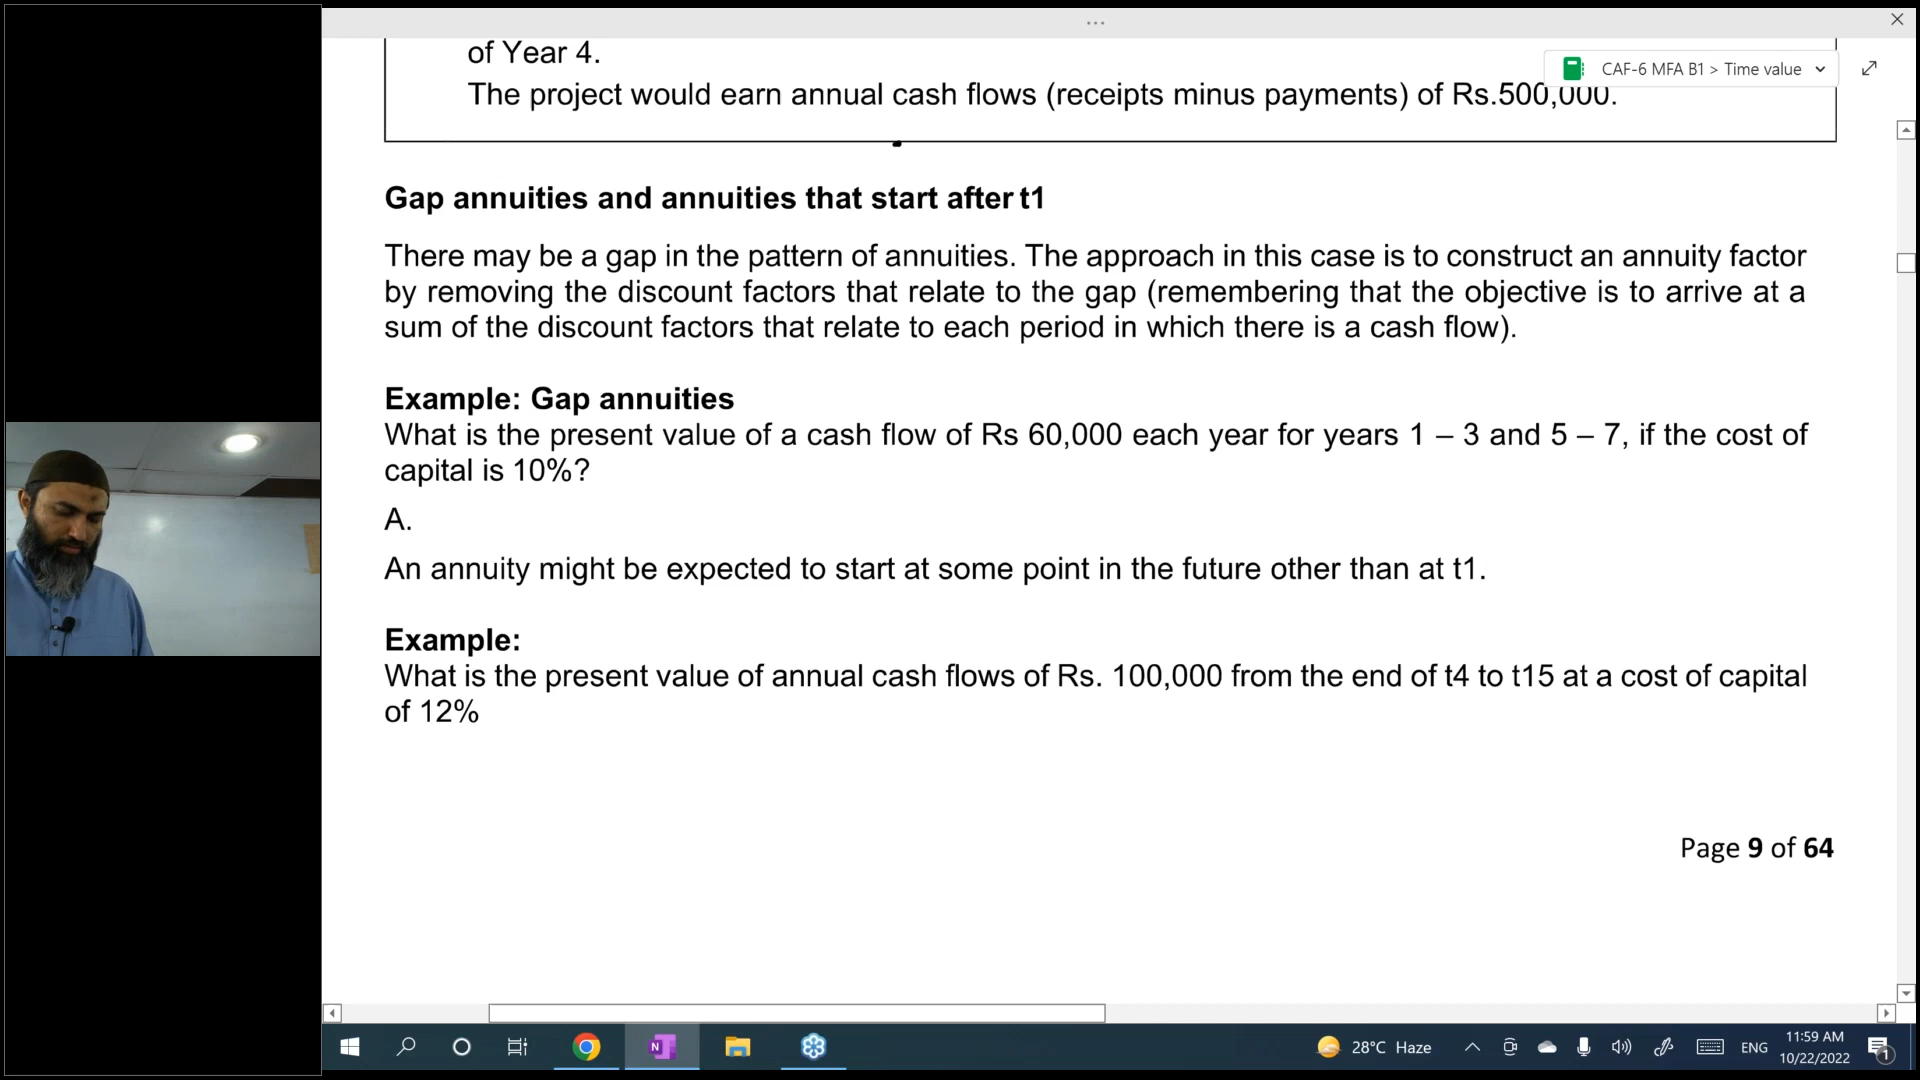 of Year 4.
CAF-6 MFA B1 > Time value
The project would earn annual cash flows (receipts minus payments) of Rs.500,000.
Gap annuities and annuities that start after t1
There may be a gap in the pattern of annuities. The approach in this case is to construct an annuity factor
by removing the discount factors that relate to the gap (remembering that the objective is to arrive at a
sum of the discount factors that relate to each period in which there is a cash flow).
Example: Gap annuities
What is the present value of a cash flow of Rs 60,000 each year for years 1 – 3 and 5 – 7, if the cost of
capital is 10%?
A.
An annuity might be expected to start at some point in the future other than at t1.
Example:
What is the present value of annual cash flows of Rs. 100,000 from the end of t4 to t15 at a cost of capital
of 12%
Page 9 of 64
N
28°C Haze
ENG
11:59 AM
10/22/2022
1